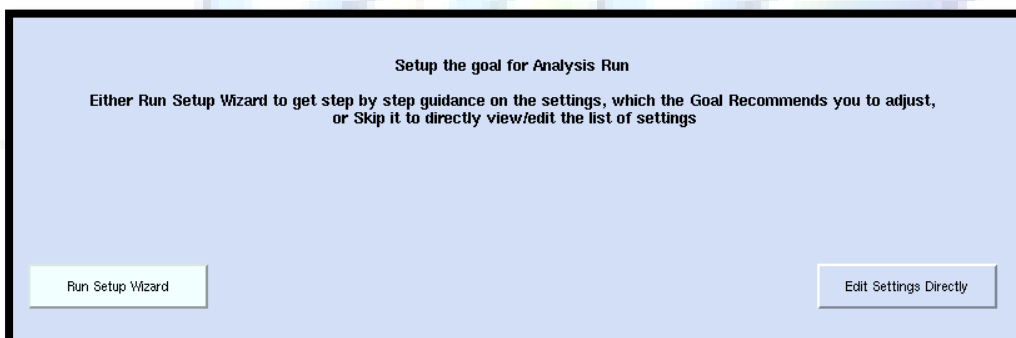 Setup the goal for Analysis Run
Either Run Setup Wizard to get step by step guidance on the settings, which the Goal Recommends you to adjust,
or Skip it to directly view/edit the list of settings
Run Setup Wizard
Edit Settings Directly